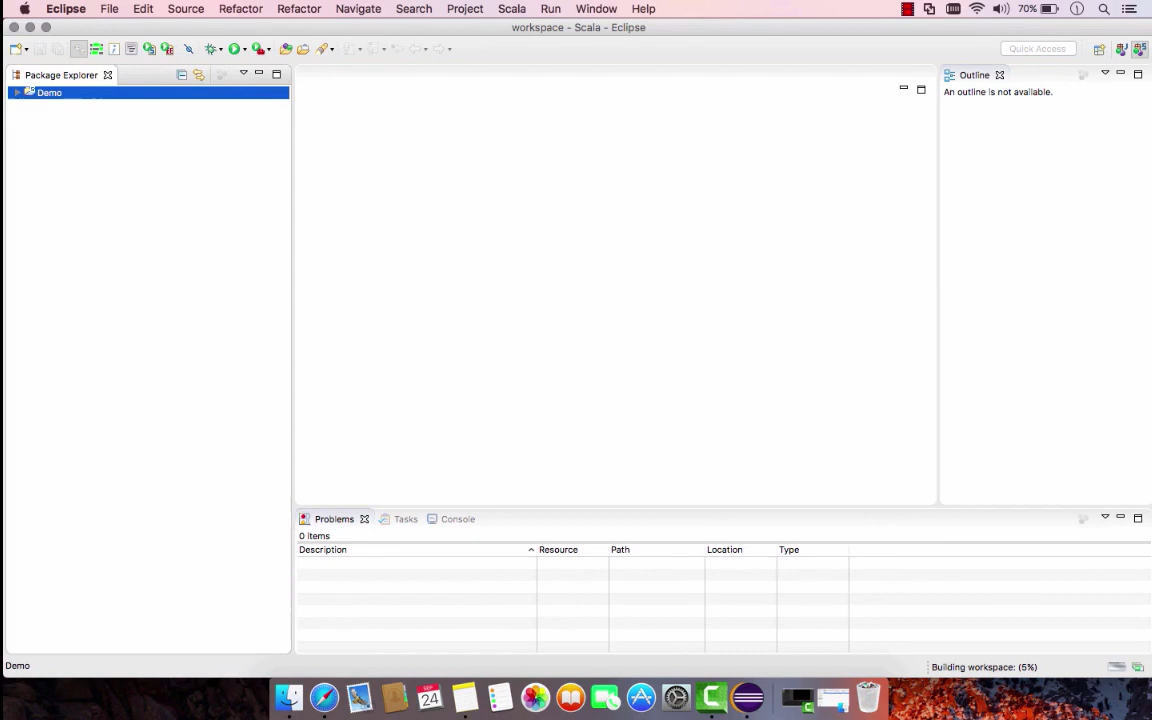 Eclipse File Edit Source Refactor Refactor Navigate Search Project Scala Run Window Help 70%
workspace - Scala - Eclipse
Quick Access
Package Explorer
Outline
Demo
An outline is not available.
Problems Tasks Console
0 items
Description Resource Path Location Type
Demo
Building workspace: (5%)
SEP
24